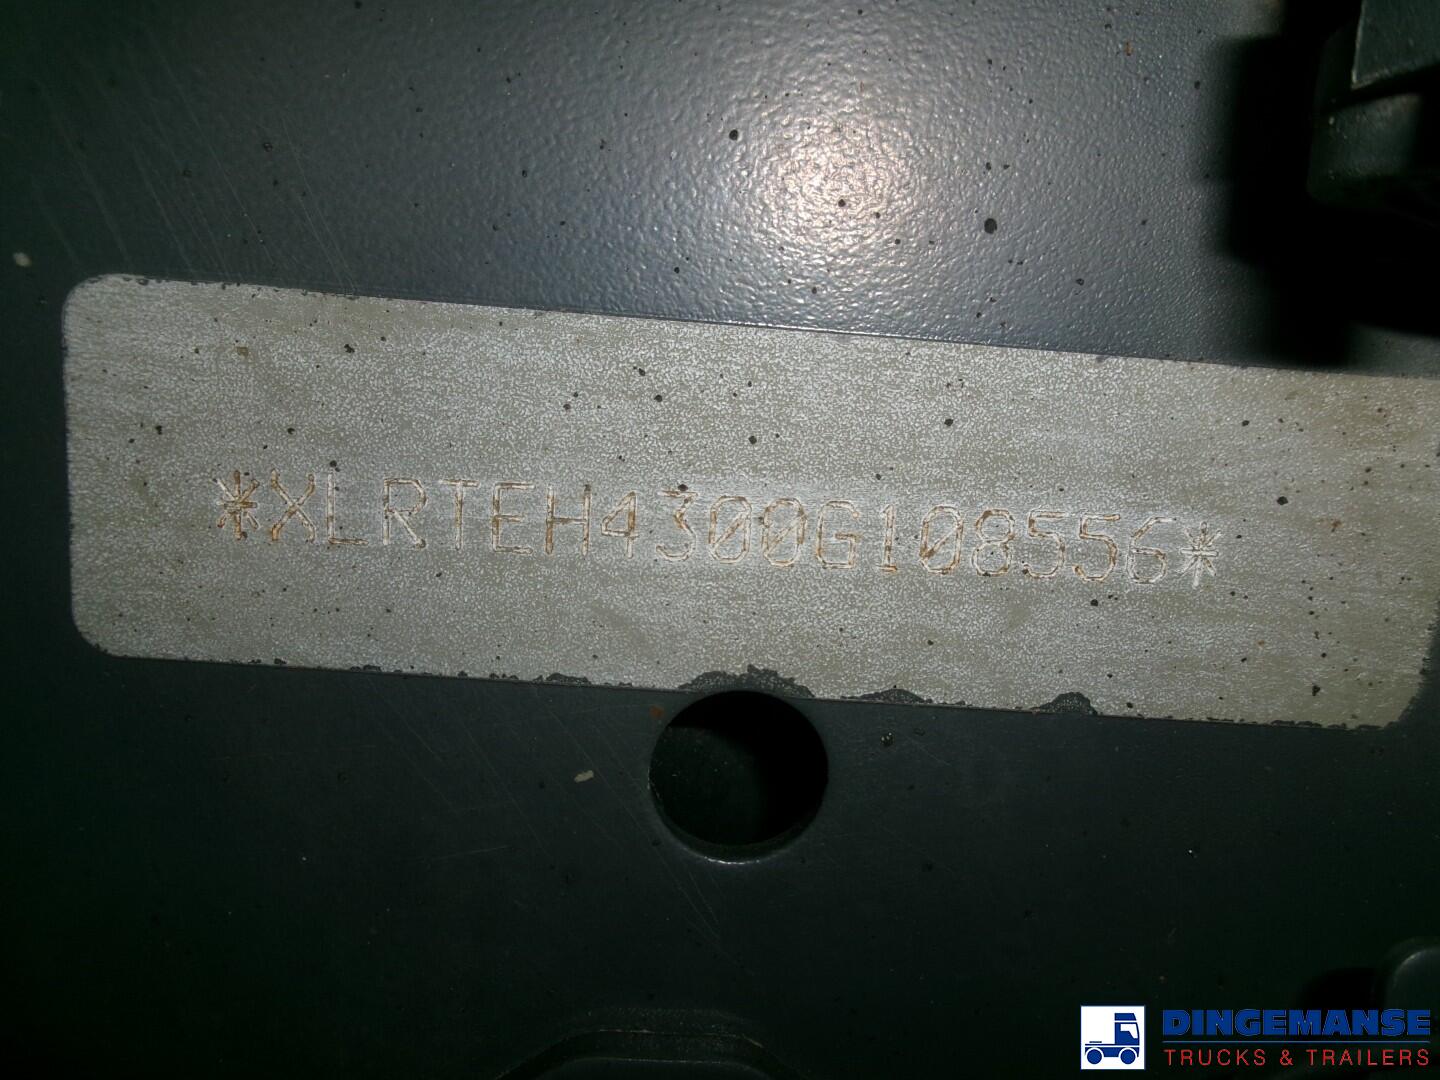 *XLRTEH4300G108556*
DINGEMANSE
TRUCKS & TRAILERS